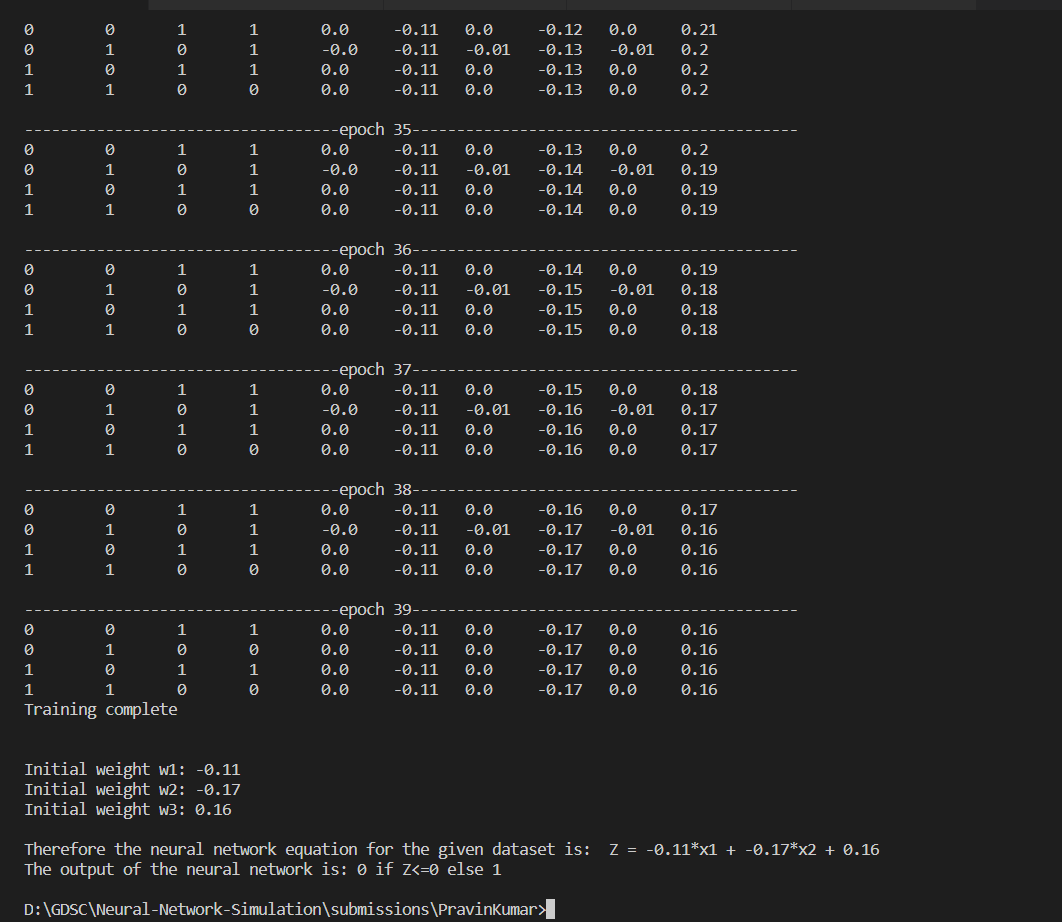 0 0 1 1 0.0 -0.11 0.0 -0.12 0.0 0.21
0 1 0 1 -0.0 -0.11 -0.01 -0.13 -0.01 0.2
1 0 1 1 0.0 -0.11 0.0 -0.13 0.0 0.2
1 1 0 0 0.0 -0.11 0.0 -0.13 0.0 0.2
-----------------------------------epoch 35-------------------------------------------
0 0 1 1 0.0 -0.11 0.0 -0.13 0.0 0.2
0 1 0 1 -0.0 -0.11 -0.01 -0.14 -0.01 0.19
1 0 1 1 0.0 -0.11 0.0 -0.14 0.0 0.19
1 1 0 0 0.0 -0.11 0.0 -0.14 0.0 0.19
-----------------------------------epoch 36-------------------------------------------
0 0 1 1 0.0 -0.11 0.0 -0.14 0.0 0.19
0 1 0 1 -0.0 -0.11 -0.01 -0.15 -0.01 0.18
1 0 1 1 0.0 -0.11 0.0 -0.15 0.0 0.18
1 1 0 0 0.0 -0.11 0.0 -0.15 0.0 0.18
-----------------------------------epoch 37-------------------------------------------
0 0 1 1 0.0 -0.11 0.0 -0.15 0.0 0.18
0 1 0 1 -0.0 -0.11 -0.01 -0.16 -0.01 0.17
1 0 1 1 0.0 -0.11 0.0 -0.16 0.0 0.17
1 1 0 0 0.0 -0.11 0.0 -0.16 0.0 0.17
-----------------------------------epoch 38-------------------------------------------
0 0 1 1 0.0 -0.11 0.0 -0.16 0.0 0.17
0 1 0 1 -0.0 -0.11 -0.01 -0.17 -0.01 0.16
1 0 1 1 0.0 -0.11 0.0 -0.17 0.0 0.16
1 1 0 0 0.0 -0.11 0.0 -0.17 0.0 0.16
-----------------------------------epoch 39-------------------------------------------
0 0 1 1 0.0 -0.11 0.0 -0.17 0.0 0.16
0 1 0 0 0.0 -0.11 0.0 -0.17 0.0 0.16
1 0 1 1 0.0 -0.11 0.0 -0.17 0.0 0.16
1 1 0 0 0.0 -0.11 0.0 -0.17 0.0 0.16
Training complete
Initial weight w1: -0.11
Initial weight w2: -0.17
Initial weight w3: 0.16
Therefore the neural network equation for the given dataset is:  Z = -0.11*x1 + -0.17*x2 + 0.16
The output of the neural network is: 0 if Z<=0 else 1
D:\GDSC\Neural-Network-Simulation\submissions\PravinKumar>